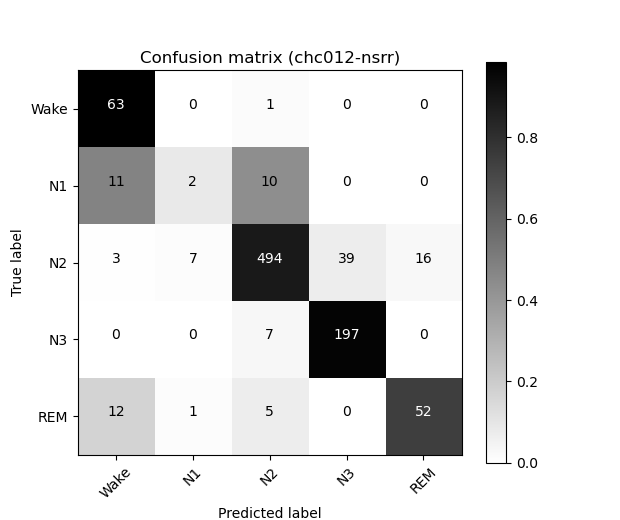 Confusion matrix (chc012-nsrr)
True label
Wake 63 0 1 0 0
N1 11 2 10 0 0
N2 3 7 494 39 16
N3 0 0 7 197 0
REM 12 1 5 0 52
Wake N1 N2 N3 REM
Predicted label
0.8
0.6
0.4
0.2
0.0